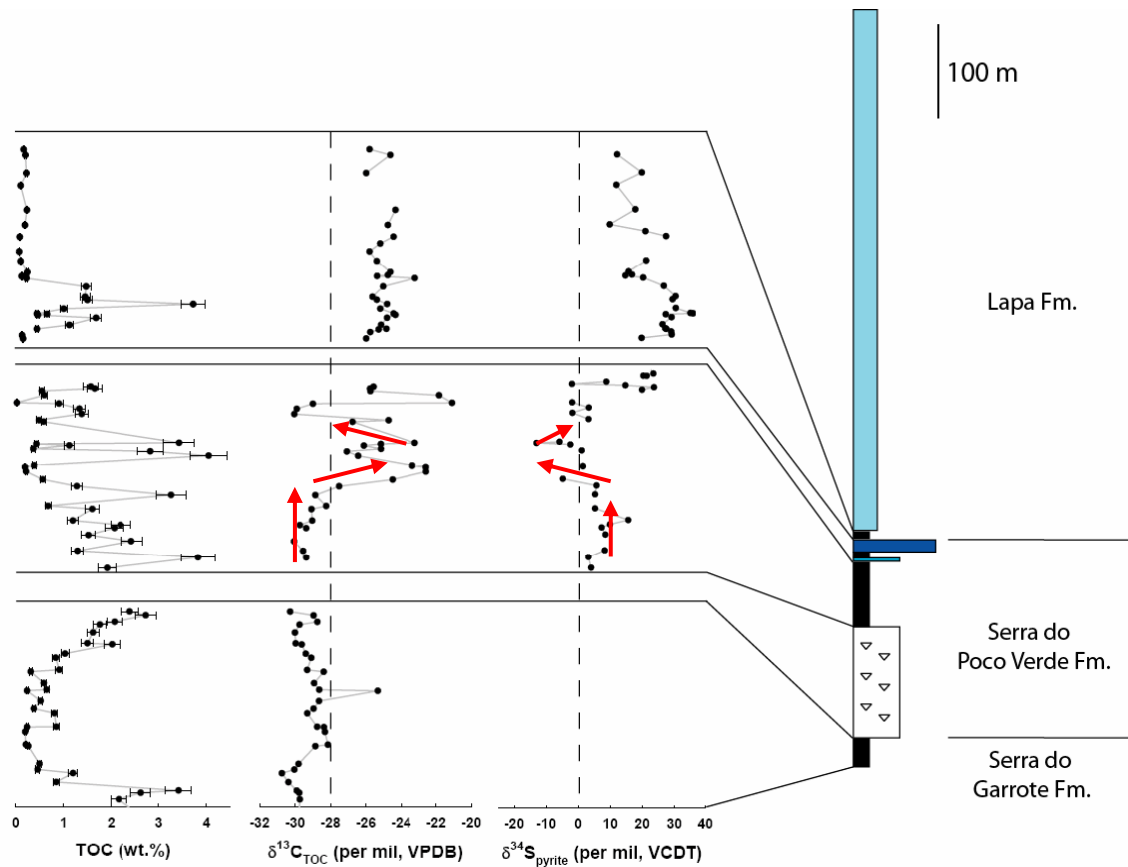 100 m
Lapa Fm.
Serra do
Poco Verde Fm.
Serra do
Garrote Fm.
0 1 2 3 4
TOC (wt.%)
-32 -30 -28 -26 -24 -22 -20
δ13CTOC (per mil, VPDB)
-20 -10 0 10 20 30 40
δ34Spyrite (per mil, VCDT)